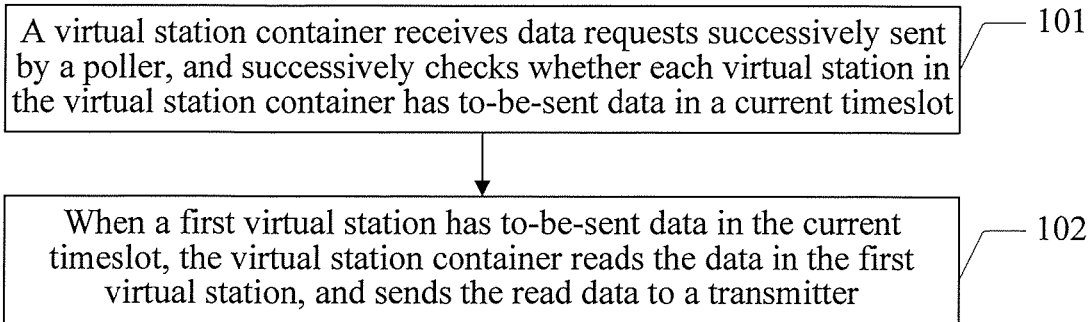 A virtual station container receives data requests successively sent
by a poller, and successively checks whether each virtual station in
the virtual station container has to-be-sent data in a current timeslot
101
When a first virtual station has to-be-sent data in the current
timeslot, the virtual station container reads the data in the first
virtual station, and sends the read data to a transmitter
102